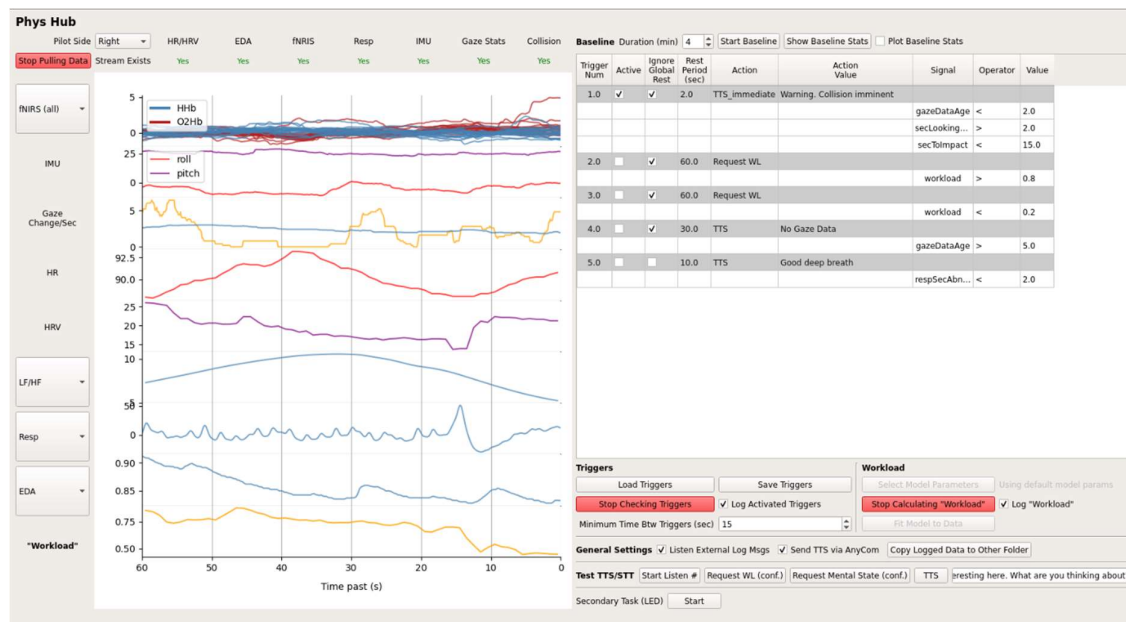 Phys Hub
Pilot Side Right HR/HRV EDA fNRIS Resp IMU Gaze Stats Collision
Stop Pulling Data Stream Exists Yes Yes Yes Yes Yes Yes Yes
fNIRS (all)
IMU
Gaze
Change/Sec
HR
HRV
LF/HF
Resp
EDA
"Workload"
5
0
HHb
O2Hb
25
0
roll
pitch
5
0
92.5
90.0
25
20
15
10
5
50
0
0.90
0.85
0.75
0.50
60 50 40 30 20 10 0
Time past (s)
Baseline Duration (min) 4 Start Baseline Show Baseline Stats Plot Baseline Stats
Trigger Num Active Ignore Global Rest Rest Period (sec) Action Action Value Signal Operator Value
1.0 2.0 TTS_immediate Warning. Collision imminent
gazeDataAge < 2.0
secLooking... > 2.0
secToImpact < 15.0
2.0 60.0 Request WL
workload > 0.8
3.0 60.0 Request WL
workload < 0.2
4.0 30.0 TTS No Gaze Data
gazeDataAge > 5.0
5.0 10.0 TTS Good deep breath
respSecAbn... < 2.0
Triggers
Load Triggers Save Triggers
Stop Checking Triggers Log Activated Triggers
Minimum Time Btw Triggers (sec) 15
Workload
Select Model Parameters Using default model params
Stop Calculating "Workload" Log "Workload"
Fit Model to Data
General Settings Listen External Log Msgs Send TTS via AnyCom Copy Logged Data to Other Folder
Test TTS/STT Start Listen # Request WL (conf.) Request Mental State (conf.) TTS eresting here. What are you thinking about
Secondary Task (LED) Start